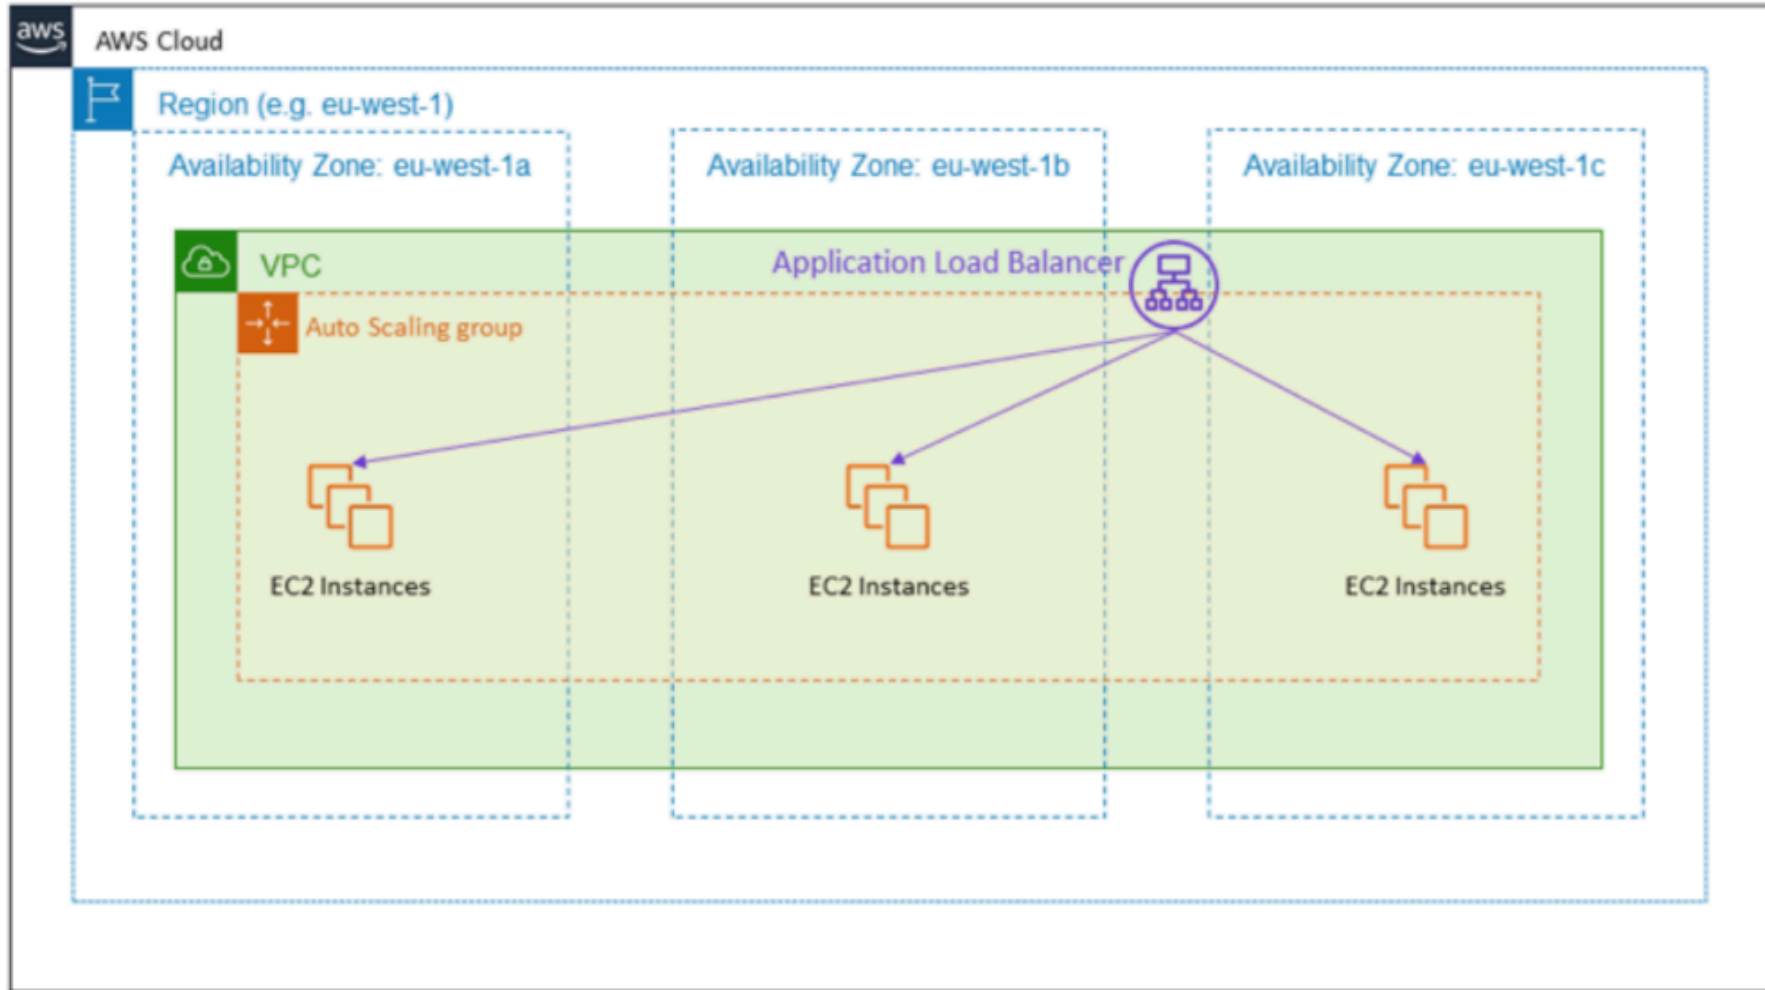 aws
AWS Cloud
Region (e.g. eu-west-1)
Availability Zone: eu-west-1a
Availability Zone: eu-west-1b
Availability Zone: eu-west-1c
VPC
Application Load Balancer
Auto Scaling group
EC2 Instances
EC2 Instances
EC2 Instances